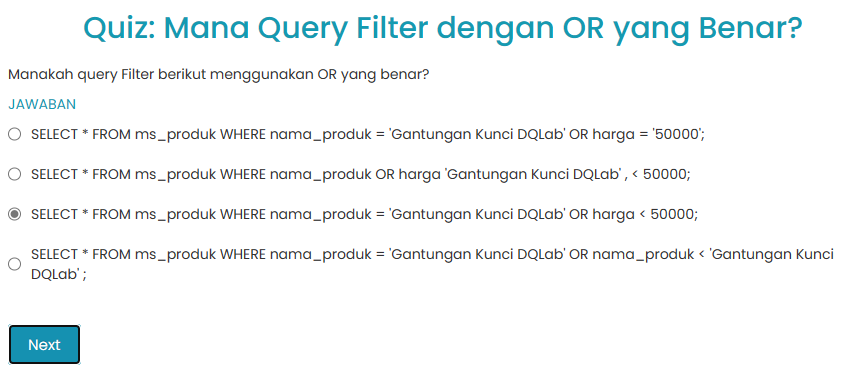 Quiz: Mana Query Filter dengan OR yang Benar?
Manakah query Filter berikut menggunakan OR yang benar?
JAWABAN
SELECT * FROM ms_produk WHERE nama_produk = 'Gantungan Kunci DQLab' OR harga = '50000';
SELECT * FROM ms_produk WHERE nama_produk OR harga 'Gantungan Kunci DQLab' , < 50000;
SELECT * FROM ms_produk WHERE nama_produk = 'Gantungan Kunci DQLab' OR harga < 50000;
SELECT * FROM ms_produk WHERE nama_produk = 'Gantungan Kunci DQLab' OR nama_produk < 'Gantungan Kunci
DQLab' ;
Next